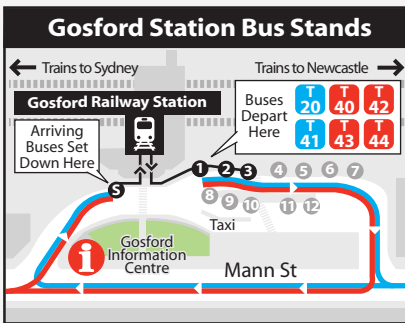 Gosford Station Bus Stands
Trains to Sydney
Trains to Newcastle
Gosford Railway Station
Arriving
Buses Set
Down Here
Buses
Depart
Here
T 20
T 40
T 42
T 41
T 43
T 44
S
1 2 3 4 5 6 7
8 9 10 11 12
Taxi
i
Gosford
Information
Centre
Mann St